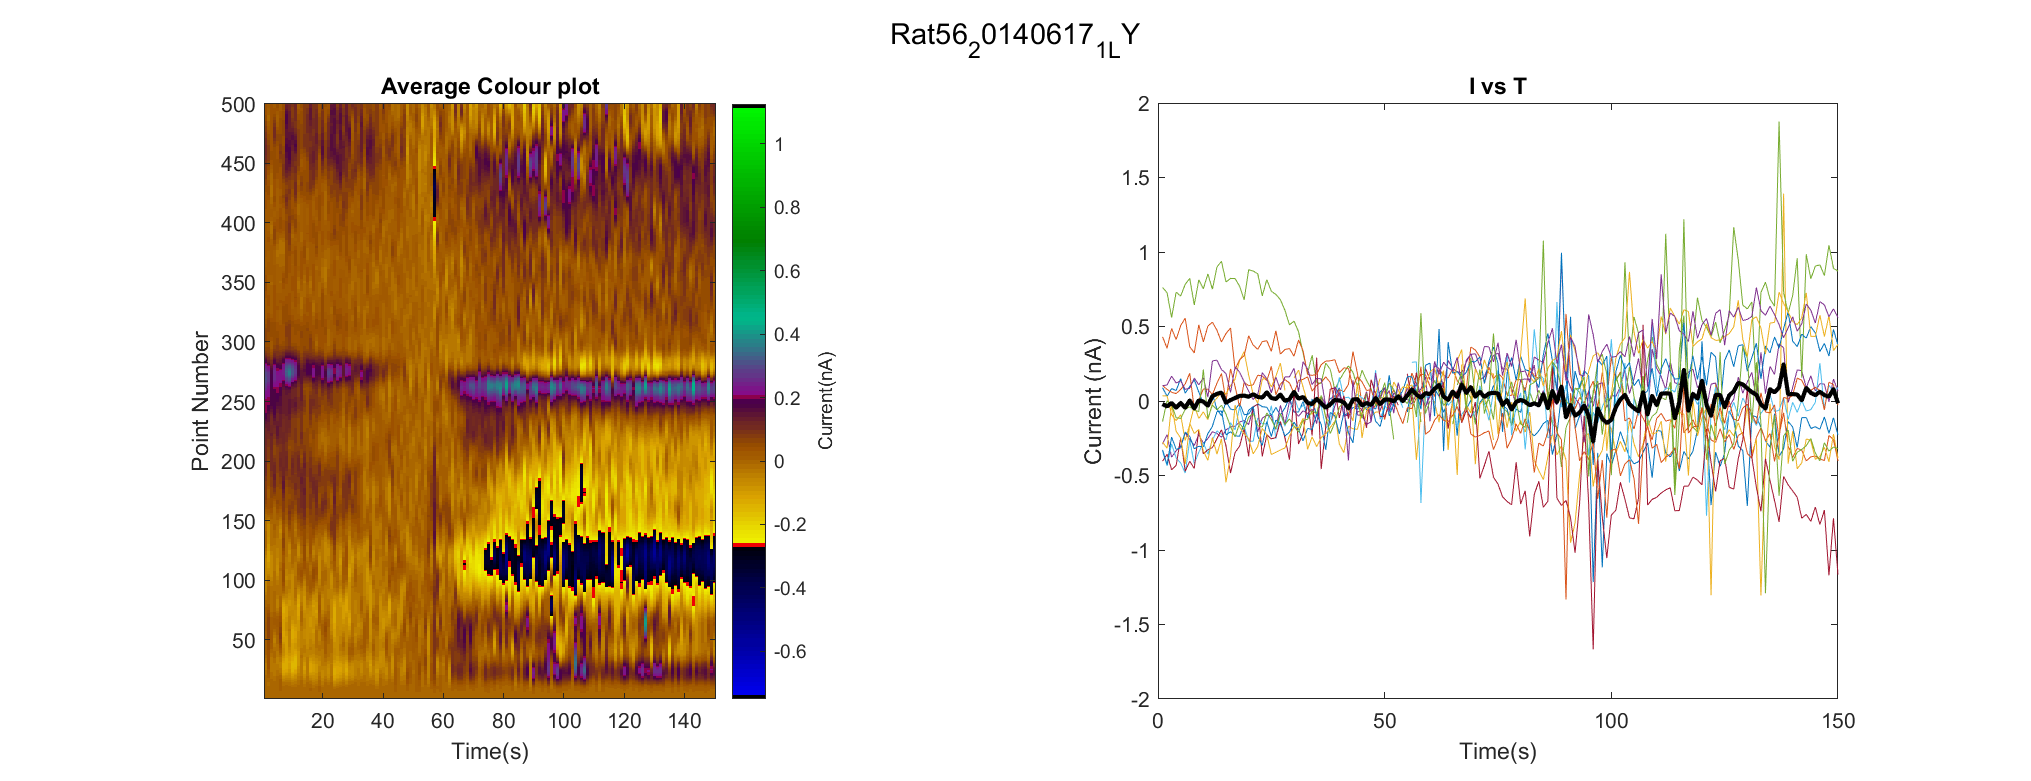 Rat56₂0140617₁LY
Average Colour plot
500
450
400
350
300
250
200
150
100
50
Point Number
20 40 60 80 100 120 140
Time(s)
1
0.8
0.6
0.4
0.2
0
-0.2
-0.4
-0.6
Current(nA)
I vs T
2
1.5
1
0.5
0
-0.5
-1
-1.5
-2
Current (nA)
0 50 100 150
Time(s)